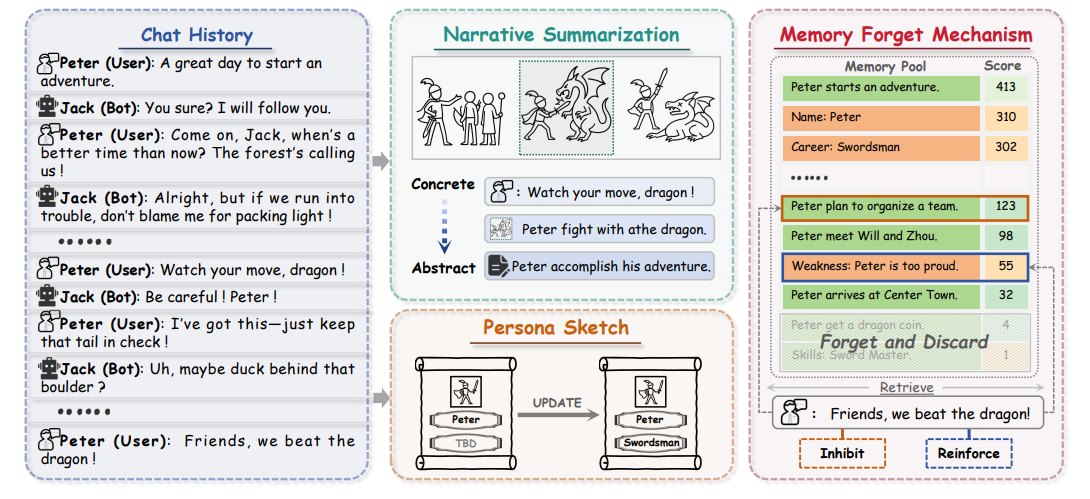 Chat History
Peter (User): A great day to start an
adventure.
Jack (Bot): You sure? I will follow you.
Peter (User): Come on, Jack, when's a
better time than now? The forest's calling
us !
Jack (Bot): Alright, but if we run into
trouble, don't blame me for packing light !
......
Peter (User): Watch your move, dragon !
Jack (Bot): Be careful ! Peter !
Peter (User): I've got this—just keep
that tail in check !
Jack (Bot): Uh, maybe duck behind that
boulder ?
......
Peter (User): Friends, we beat the
dragon !
Narrative Summarization
Concrete
: Watch your move, dragon !
Peter fight with athe dragon.
Abstract
Peter accomplish his adventure.
Persona Sketch
Peter
TBD
UPDATE
Peter
Swordsman
Memory Forget Mechanism
Memory Pool Score
Peter starts an adventure. 413
Name: Peter 310
Career: Swordsman 302
......
Peter plan to organize a team. 123
Peter meet Will and Zhou. 98
Weakness: Peter is too proud. 55
Peter arrives at Center Town. 32
Peter get a dragon coin. 4
Forget and Discard
Skills: Sword Master. 1
Retrieve
: Friends, we beat the dragon!
Inhibit
Reinforce